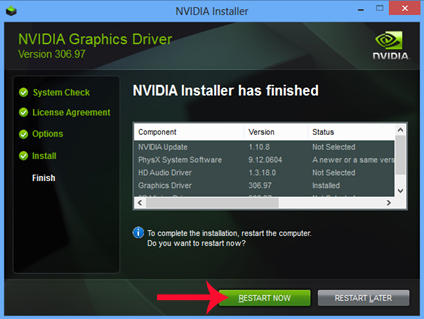 NVIDIA Installer
NVIDIA Graphics Driver
Version 306.97
NVIDIA
System Check
License Agreement
Options
Install
Finish
NVIDIA Installer has finished
Component Version Status
NVIDIA Update 1.10.8 Not Selected
PhysX System Software 9.12.0604 A newer or same vers
HD Audio Driver 1.3.18.0 Not Selected
Graphics Driver 306.97 Installed
To complete the installation, restart the computer.
Do you want to restart now?
RESTART NOW
RESTART LATER